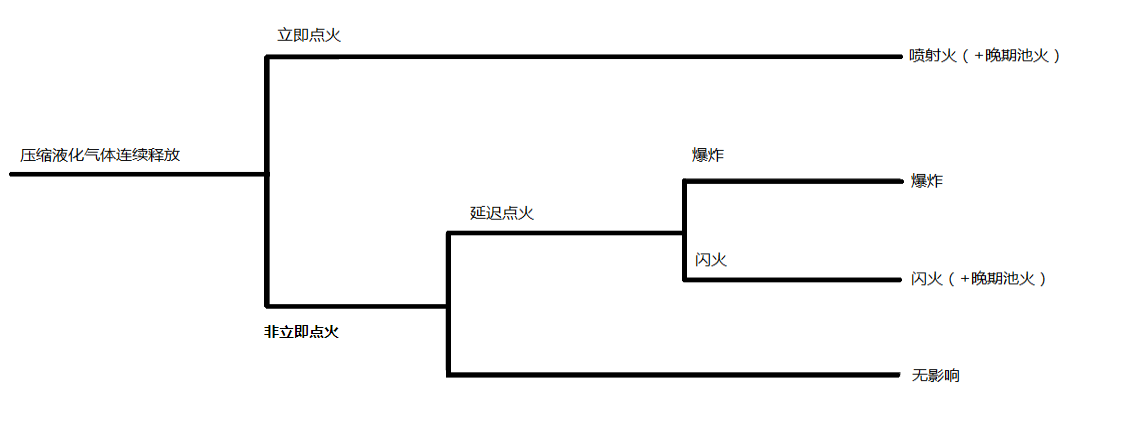 立即点火
喷射火（+晚期池火）
压缩液化气体连续释放
爆炸
爆炸
延迟点火
闪火
闪火（+晚期池火）
非立即点火
无影响